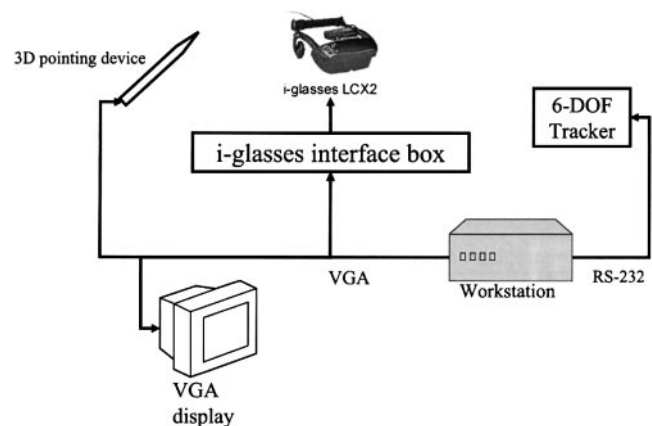 3D pointing device
i-glasses LCX2
6-DOF
Tracker
i-glasses interface box
VGA
Workstation
RS-232
VGA
display